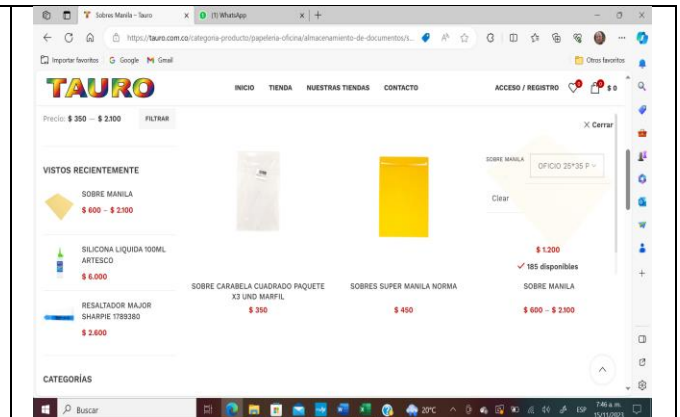 Sobres Manila – Tauro
(1) WhatsApp
https://tauro.com.co/categoria-producto/papeleria-oficina/almacenamiento-de-documentos/s...
Importar favoritos
Google
Gmail
Otros favoritos
TAURO
INICIO
TIENDA
NUESTRAS TIENDAS
CONTACTO
ACCESO / REGISTRO
0
0
$ 0
Precio: $ 350 — $ 2.100
FILTRAR
VISTOS RECIENTEMENTE
SOBRE MANILA
$ 600 – $ 2.100
SILICONA LIQUIDA 100ML
ARTESCO
$ 6.000
RESALTADOR MAJOR
SHARPIE 1789380
$ 2.600
CATEGORÍAS
SOBRE CARABELA CUADRADO PAQUETE
X3 UND MARFIL
$ 350
SOBRES SUPER MANILA NORMA
$ 450
Cerrar
SOBRE MANILA
OFICIO 25*35 P
Clear
$ 1.200
185 disponibles
SOBRE MANILA
$ 600 – $ 2.100
Buscar
20°C
ESP
7:46 a. m.
15/11/2023